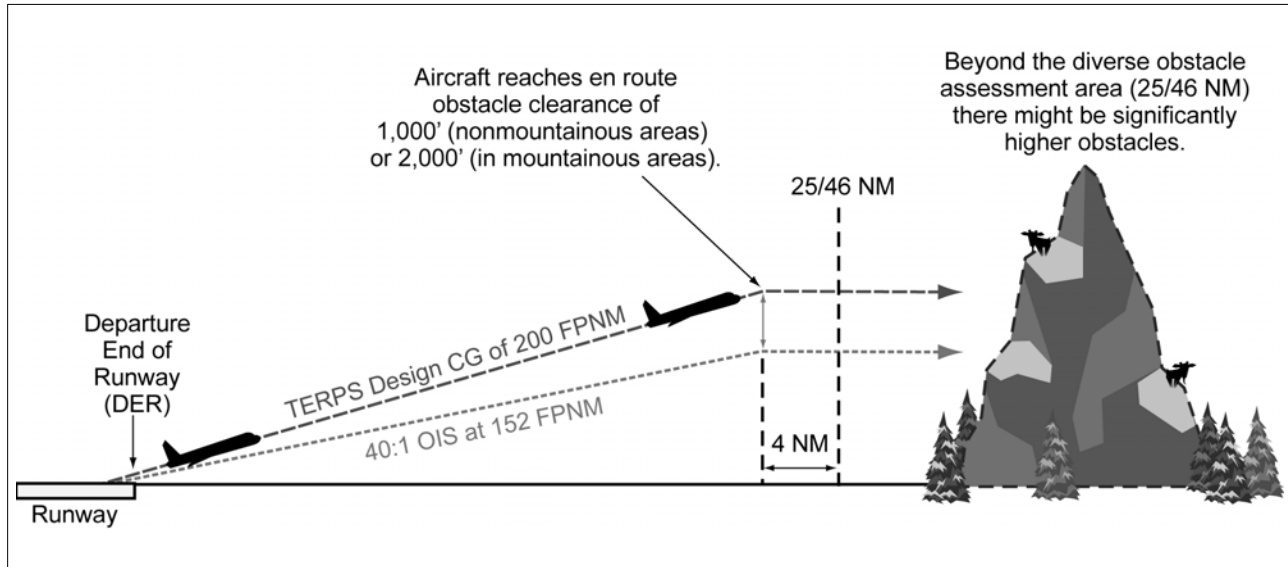 Aircraft reaches en route
obstacle clearance of
1,000’ (nonmountainous areas)
or 2,000’ (in mountainous areas).
Beyond the diverse obstacle
assessment area (25/46 NM)
there might be significantly
higher obstacles.
25/46 NM
Departure
End of
Runway
(DER)
TERPS Design CG of 200 FPNM
40:1 OIS at 152 FPNM
4 NM
Runway